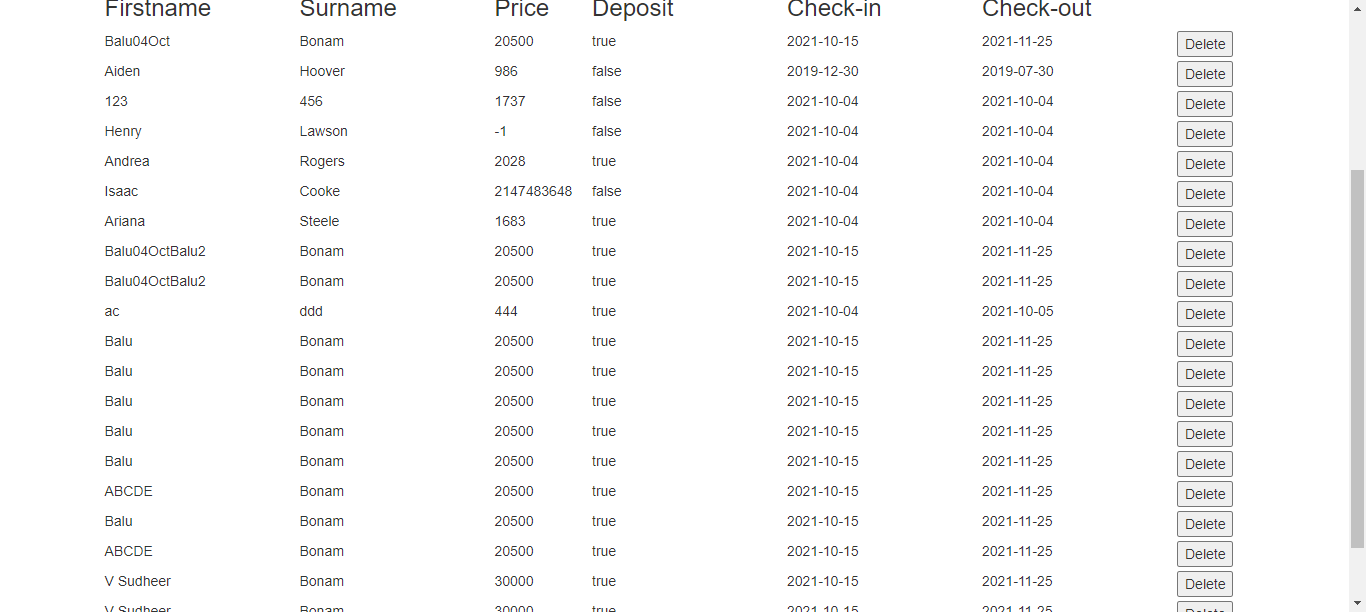 Firstname Surname Price Deposit Check-in Check-out
Balu04Oct Bonam 20500 true 2021-10-15 2021-11-25 Delete
Aiden Hoover 986 false 2019-12-30 2019-07-30 Delete
123 456 1737 false 2021-10-04 2021-10-04 Delete
Henry Lawson -1 false 2021-10-04 2021-10-04 Delete
Andrea Rogers 2028 true 2021-10-04 2021-10-04 Delete
Isaac Cooke 2147483648 false 2021-10-04 2021-10-04 Delete
Ariana Steele 1683 true 2021-10-04 2021-10-04 Delete
Balu04OctBalu2 Bonam 20500 true 2021-10-15 2021-11-25 Delete
Balu04OctBalu2 Bonam 20500 true 2021-10-15 2021-11-25 Delete
ac ddd 444 true 2021-10-04 2021-10-05 Delete
Balu Bonam 20500 true 2021-10-15 2021-11-25 Delete
Balu Bonam 20500 true 2021-10-15 2021-11-25 Delete
Balu Bonam 20500 true 2021-10-15 2021-11-25 Delete
Balu Bonam 20500 true 2021-10-15 2021-11-25 Delete
Balu Bonam 20500 true 2021-10-15 2021-11-25 Delete
ABCDE Bonam 20500 true 2021-10-15 2021-11-25 Delete
Balu Bonam 20500 true 2021-10-15 2021-11-25 Delete
ABCDE Bonam 20500 true 2021-10-15 2021-11-25 Delete
V Sudheer Bonam 30000 true 2021-10-15 2021-11-25 Delete
V Sudheer Bonam 30000 true 2021-10-15 2021-11-25